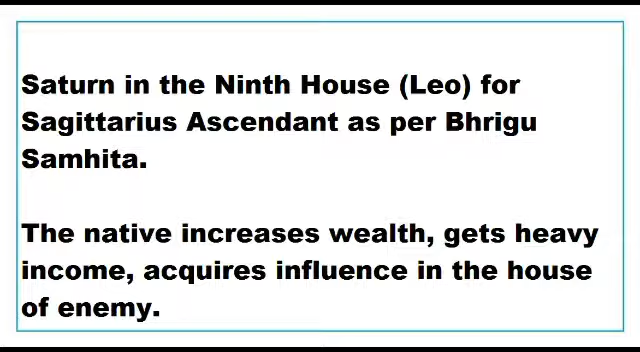 Saturn in the Ninth House (Leo) for
Sagittarius Ascendant as per Bhrigu
Samhita.
The native increases wealth, gets heavy
income, acquires influence in the house
of enemy.